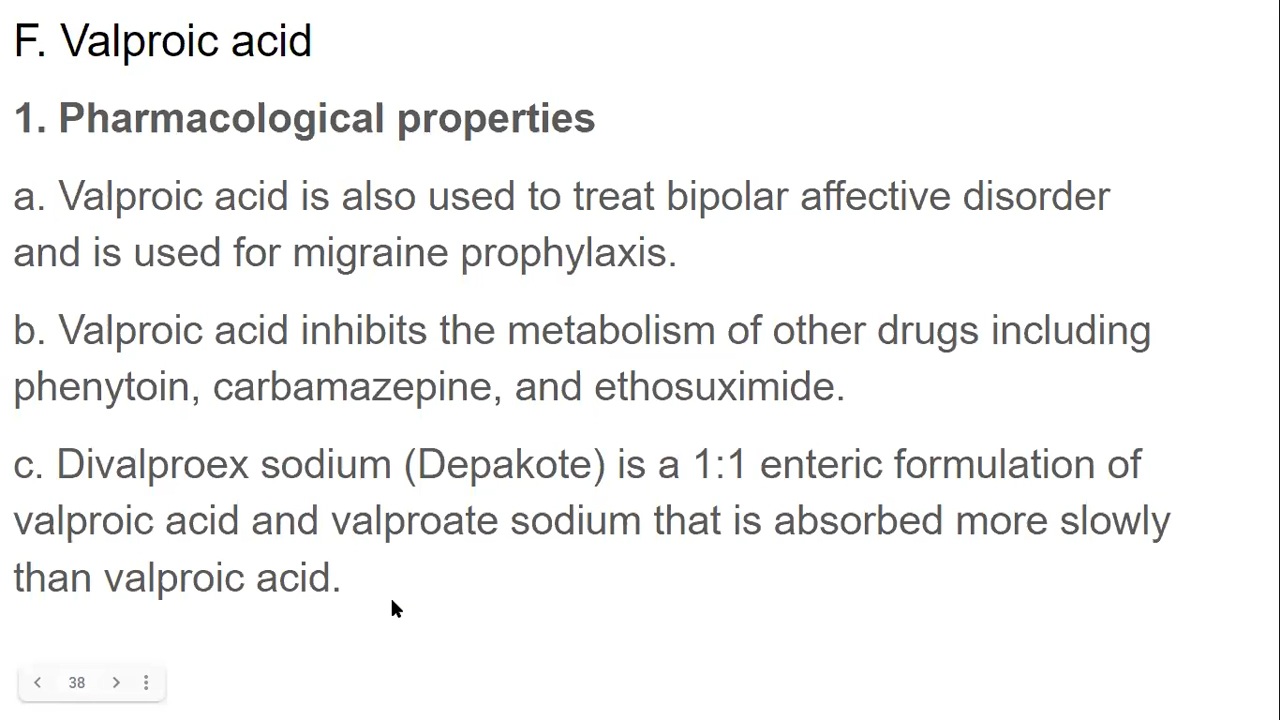 F. Valproic acid
1. Pharmacological properties
a. Valproic acid is also used to treat bipolar affective disorder
and is used for migraine prophylaxis.
b. Valproic acid inhibits the metabolism of other drugs including
phenytoin, carbamazepine, and ethosuximide.
c. Divalproex sodium (Depakote) is a 1:1 enteric formulation of
valproic acid and valproate sodium that is absorbed more slowly
than valproic acid.
38